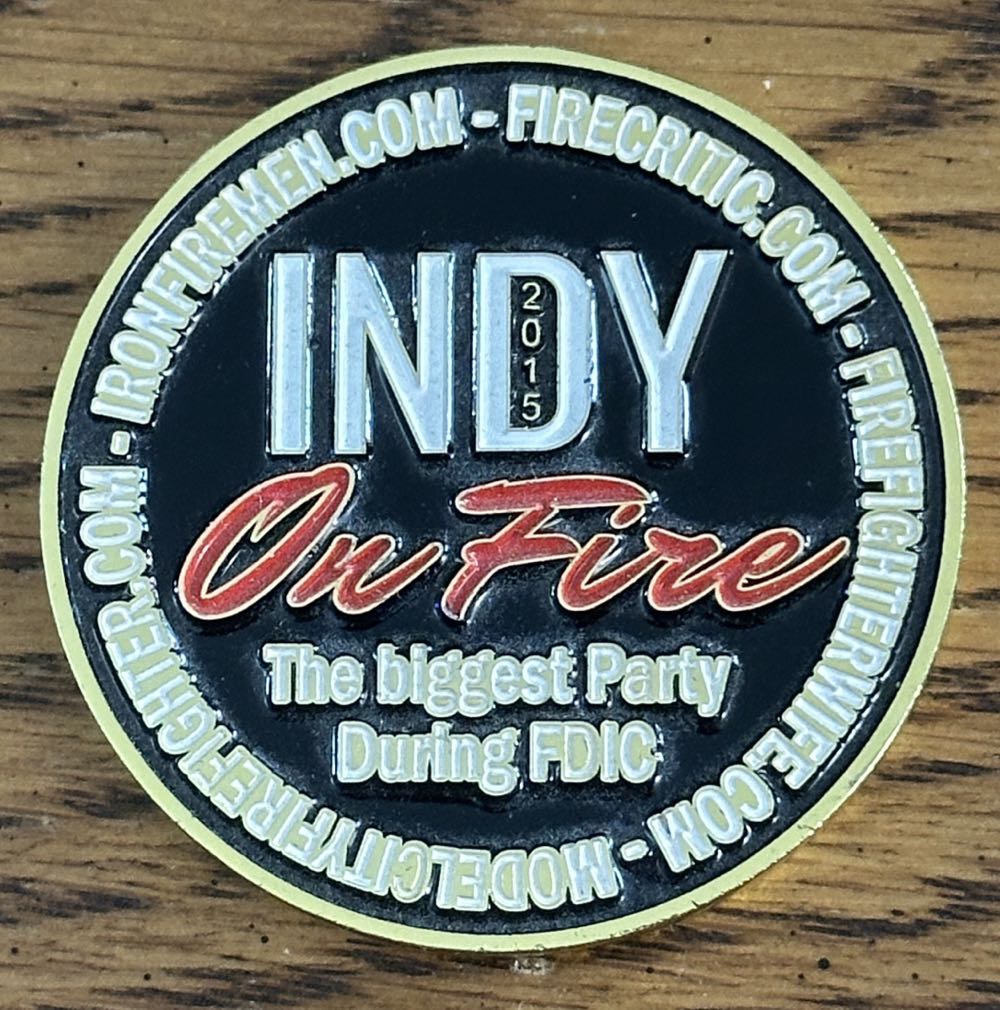 IRONFIREMEN.COM - FIRECRITIC.COM - FIREFIGHTERWIFE.COM - MODELCITYFIREFIGHTER.COM -
INDY
2015
On Fire
The biggest Party
During FDIC